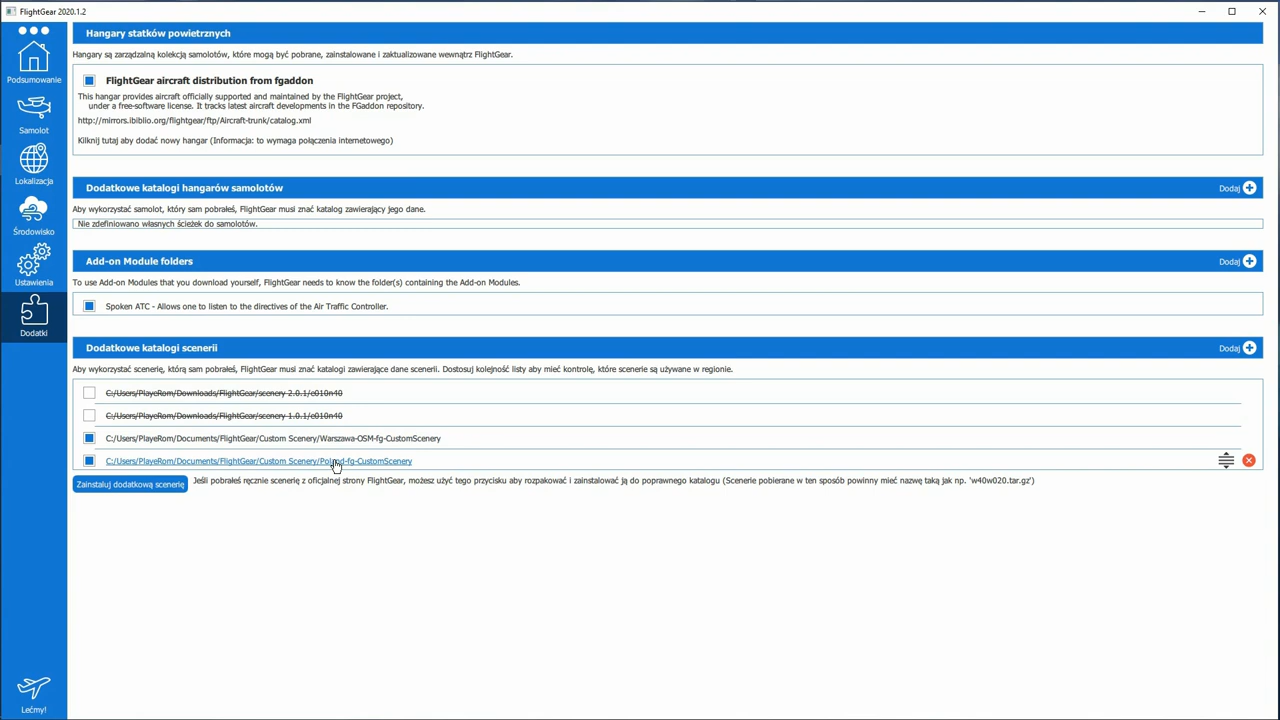 FlightGear 2020.1.2
Podsumowanie
Samolot
Lokalizacja
Środowisko
Ustawienia
Dodatki
Lećmy!
Hangary statków powietrznych
Hangary są zarządzalną kolekcją samolotów, które mogą być pobrane, zainstalowane i zaktualizowane wewnątrz FlightGear.
FlightGear aircraft distribution from fgaddon
This hangar provides aircraft officially supported and maintained by the FlightGear project,
under a free-software license. It tracks latest aircraft developments in the FGaddon repository.
http://mirrors.ibiblio.org/flightgear/ftp/Aircraft-trunk/catalog.xml
Kilknij tutaj aby dodać nowy hangar (Informacja: to wymaga połączenia internetowego)
Dodatkowe katalogi hangarów samolotów
Dodaj
Aby wykorzystać samolot, który sam pobrałeś, FlightGear musi znać katalog zawierający jego dane.
Nie zdefiniowano własnych ścieżek do samolotów.
Add-on Module folders
Dodaj
To use Add-on Modules that you download yourself, FlightGear needs to know the folder(s) containing the Add-on Modules.
Spoken ATC - Allows one to listen to the directives of the Air Traffic Controller.
Dodatkowe katalogi scenerii
Dodaj
Aby wykorzystać scenerię, którą sam pobrałeś, FlightGear musi znać katalogi zawierające dane scenerii. Dostosuj kolejność listy aby mieć kontrolę, które scenerie są używane w regionie.
C:/Users/PlayeRom/Downloads/FlightGear/scenery 2.0.1/e010n40
C:/Users/PlayeRom/Downloads/FlightGear/scenery 1.0.1/e010n40
C:/Users/PlayeRom/Documents/FlightGear/Custom Scenery/Warszawa-OSM-fg-CustomScenery
C:/Users/PlayeRom/Documents/FlightGear/Custom Scenery/Poland-fg-CustomScenery
Zainstaluj dodatkową scenerię
Jeśli pobrałeś ręcznie scenerię z oficjalnej strony FlightGear, możesz użyć tego przycisku aby rozpakować i zainstalować ją do poprawnego katalogu (Scenerie pobierane w ten sposób powinny mieć nazwę taką jak np. 'w40w020.tar.gz')